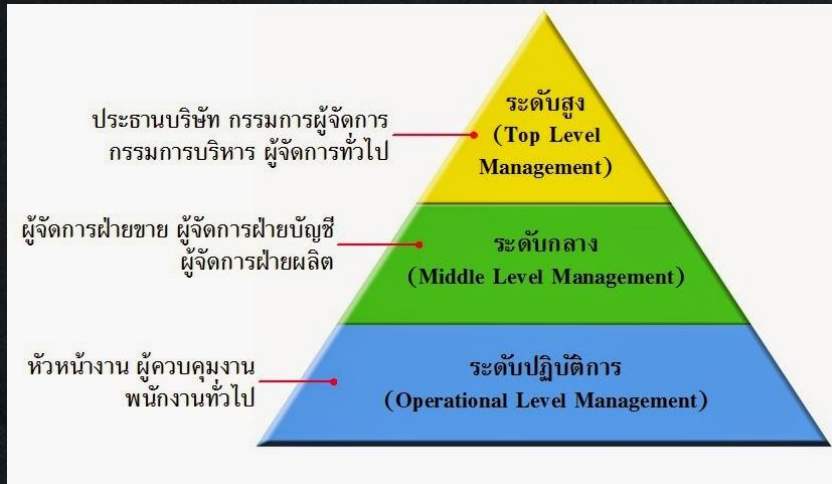 ระดับสูง
(Top Level
Management)
ประธานบริษัท กรรมการผู้จัดการ
กรรมการบริหาร ผู้จัดการทั่วไป
ระดับกลาง
(Middle Level Management)
ผู้จัดการฝ่ายขาย ผู้จัดการฝ่ายบัญชี
ผู้จัดการฝ่ายผลิต
ระดับปฏิบัติการ
(Operational Level Management)
หัวหน้างาน ผู้ควบคุมงาน
พนักงานทั่วไป